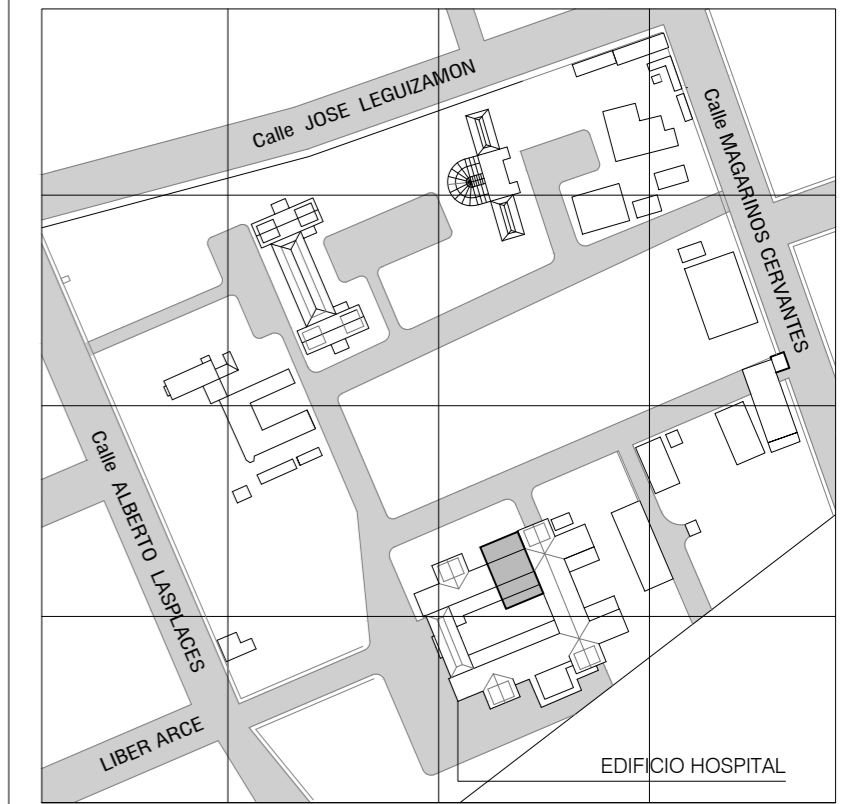 Calle JOSE LEGUIZAMON
Calle MAGARINOS CERVANTES
Calle ALBERTO LASPLACES
LIBER ARCE
EDIFICIO HOSPITAL